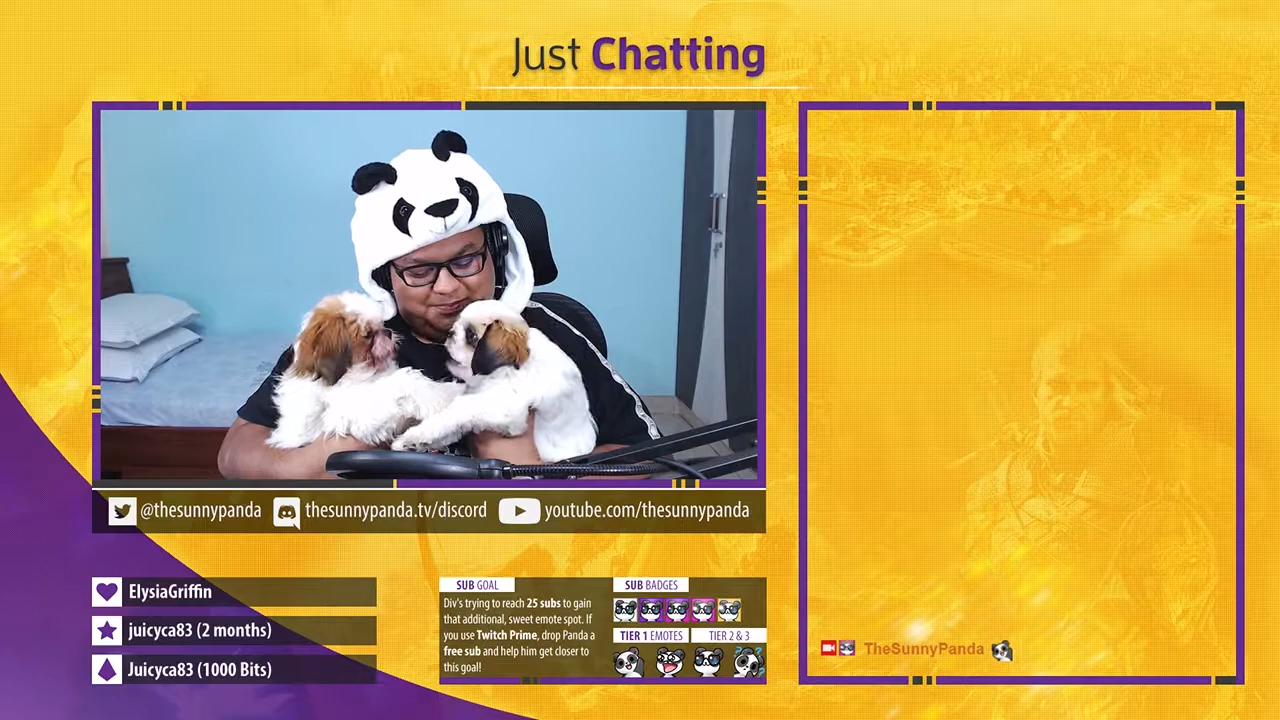 Just Chatting
@thesunnypanda
thesunnypanda.tv/discord
youtube.com/thesunnypanda
ElysiaGriffin
juicyca83 (2 months)
Juicyca83 (1000 Bits)
SUB GOAL
Div's trying to reach 25 subs to gain
that additional, sweet emote spot. If
you use Twitch Prime, drop Panda a
free sub and help him get closer to
this goal!
SUB BADGES
TIER 1 EMOTES
TIER 2 & 3
TheSunnyPanda